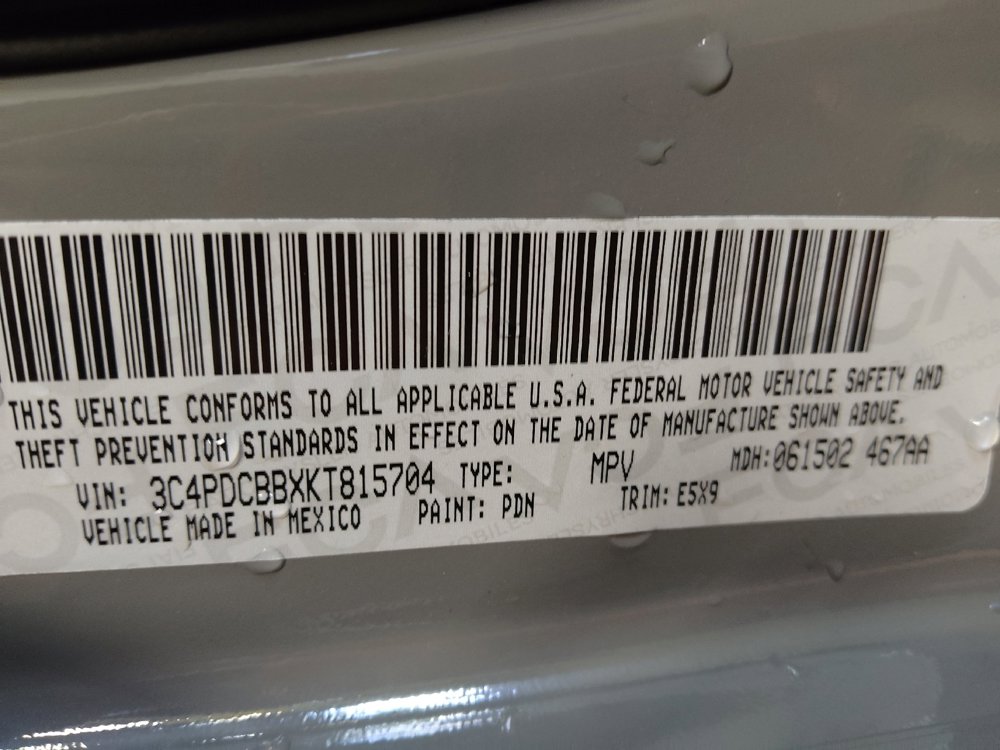 THIS VEHICLE CONFORMS TO ALL APPLICABLE U.S.A. FEDERAL MOTOR VEHICLE SAFETY AND
THEFT PREVENTION STANDARDS IN EFFECT ON THE DATE OF MANUFACTURE SHOWN ABOVE.
VIN: 3C4PDCBBXKT815704 TYPE: MPV MDH:061502 467AA
VEHICLE MADE IN MEXICO PAINT: PDN TRIM: E5X9